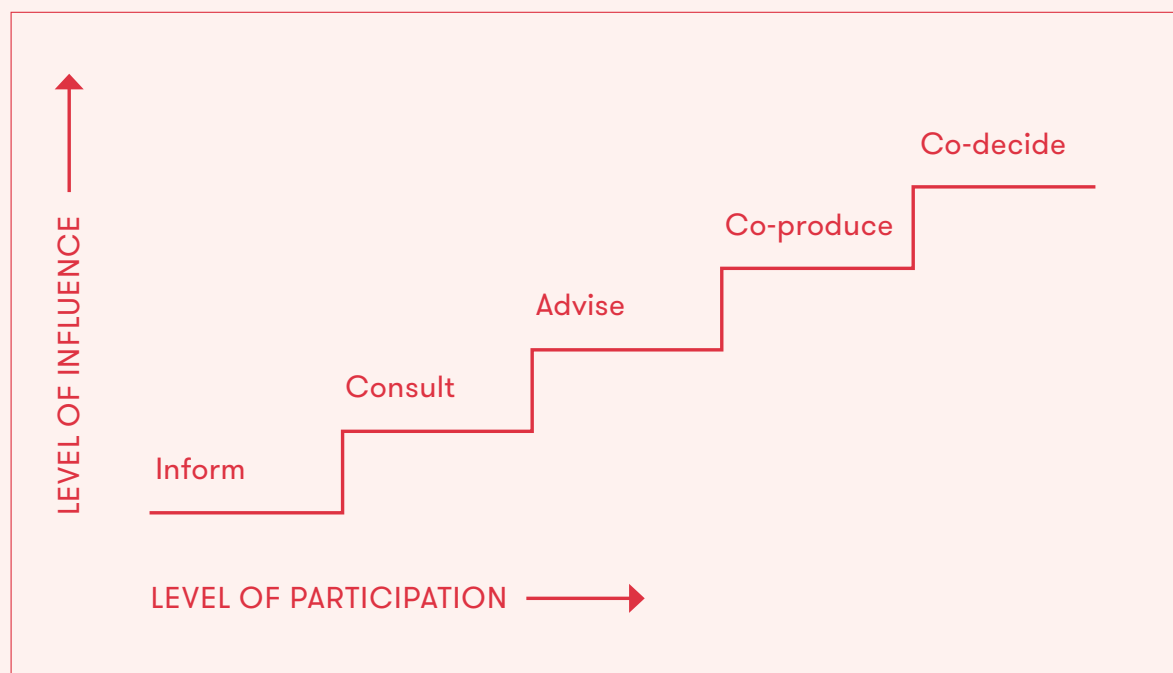 Co-decide
Co-produce
Advise
Consult
Inform
LEVEL OF INFLUENCE
LEVEL OF PARTICIPATION